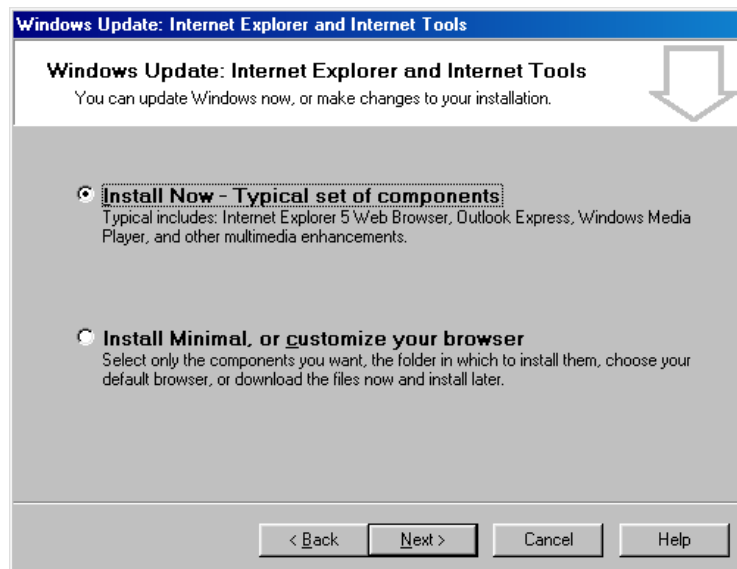 Windows Update: Internet Explorer and Internet Tools
Windows Update: Internet Explorer and Internet Tools
You can update Windows now, or make changes to your installation.
Install Now - Typical set of components
Typical includes: Internet Explorer 5 Web Browser, Outlook Express, Windows Media
Player, and other multimedia enhancements.
Install Minimal, or customize your browser
Select only the components you want, the folder in which to install them, choose your
default browser, or download the files now and install later.
< Back Next > Cancel Help